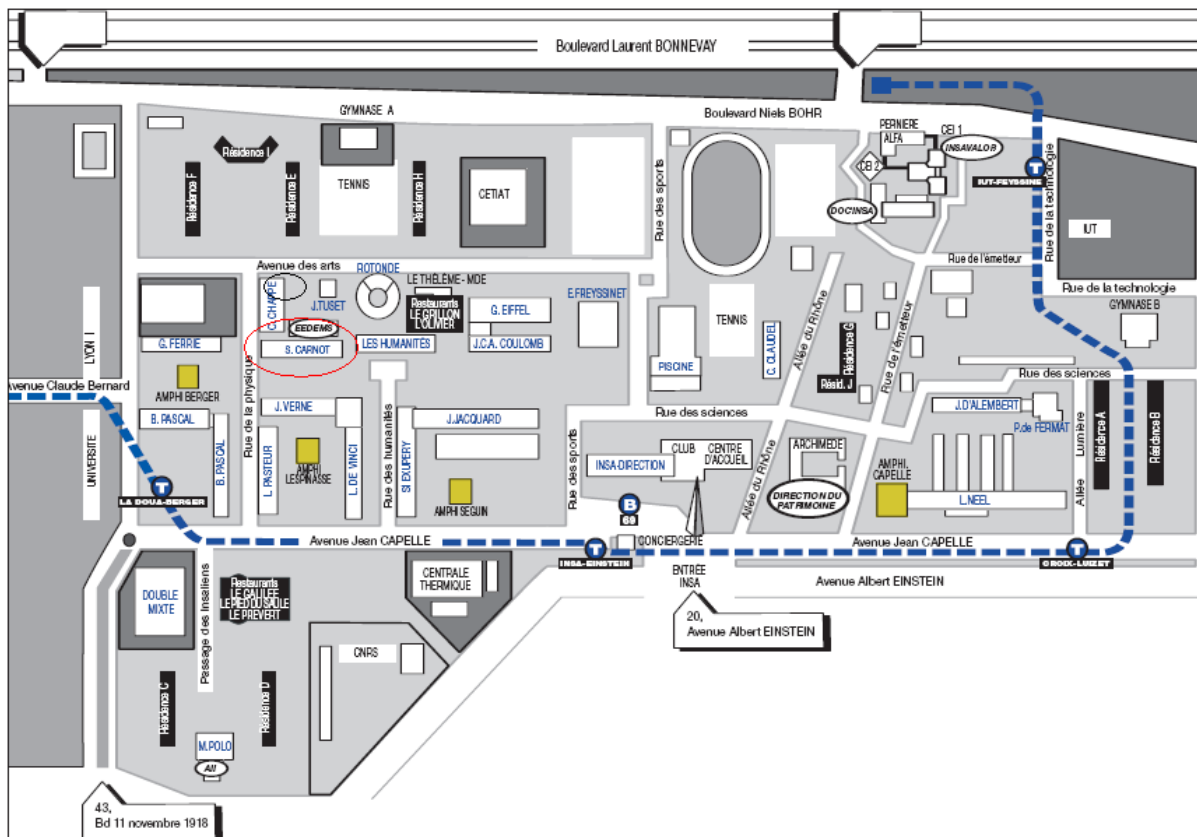 Boulevard Laurent BONNEVAY
GYMNASE A
Boulevard Niels BOHR
PERNIERE
ALFA
CEI 1
INSAVALOR
CEI 2
DOC'INSA
T
IUT-FEYSSINE
Rue de la technologie
IUT
Résidence I
Résidence F
Résidence E
TENNIS
Résidence H
CETIAT
Rue des sports
Avenue des arts
ROTONDE
C. CHAPPE
J.TUSET
LE THÉLÈME - MDE
Restaurants
LE GRILLON
L'OLIVIER
G. EIFFEL
E.FREYSSINET
EEDEMS
S. CARNOT
LES HUMANITÉS
J.C.A. COULOMB
G. FERRIE
LYON I
UNIVERSITÉ
Avenue Claude Bernard
AMPHI BERGER
B. PASCAL
B. PASCAL
Rue de la physique
J.VERNE
L. PASTEUR
AMPHI
LESPINASSE
L. DE VINCI
Rue des humanités
ST EXUPERY
J.JACQUARD
AMPHI SEGUIN
Rue des sports
TENNIS
PISCINE
C. CLAUDEL
Allée du Rhône
Résidence G
Résid. J
Rue de l'émetteur
Rue de l'émetteur
Rue de la technologie
GYMNASE B
Rue des sciences
Rue des sciences
J.D'ALEMBERT
P.de FERMAT
Allée Lumière
Résidence A
Résidence B
INSA-DIRECTION
CLUB
CENTRE
D'ACCUEIL
Allée du Rhône
ARCHIMEDE
DIRECTION DU
PATRIMOINE
AMPHI.
CAPELLE
L.NEEL
T
LA DOUA-BERGER
B
69
CONCIERGERIE
Avenue Jean CAPELLE
T
INSA-EINSTEIN
Avenue Jean CAPELLE
T
CROIX-LUIZET
Avenue Albert EINSTEIN
ENTRÉE
INSA
20,
Avenue Albert EINSTEIN
DOUBLE
MIXTE
Passage des Insaliens
Restaurants
LE GALILÉE
LE PIED DU SAULE
LE PREVERT
CENTRALE
THERMIQUE
CNRS
Résidence C
Résidence D
M.POLO
AII
43,
Bd 11 novembre 1918